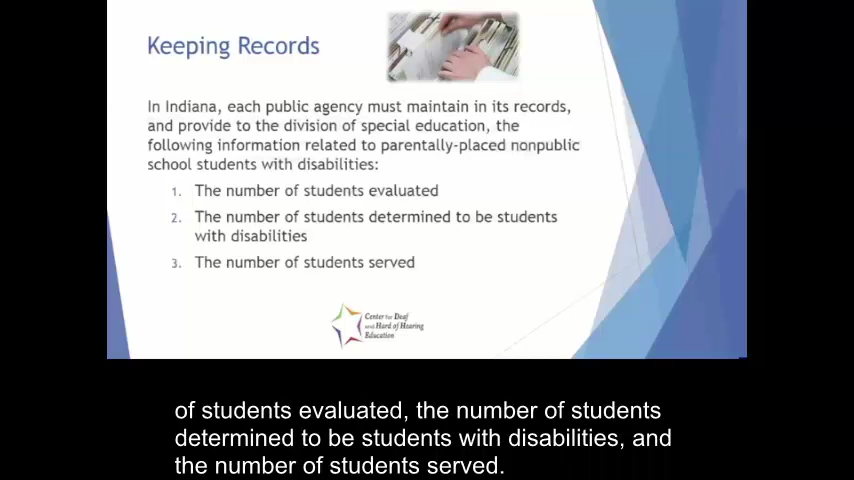 Keeping Records
In Indiana, each public agency must maintain in its records,
and provide to the division of special education, the
following information related to parentally-placed nonpublic
school students with disabilities:
1. The number of students evaluated
2. The number of students determined to be students
with disabilities
3. The number of students served
Center for Deaf
and Hard of Hearing
Education
of students evaluated, the number of students
determined to be students with disabilities, and
the number of students served.